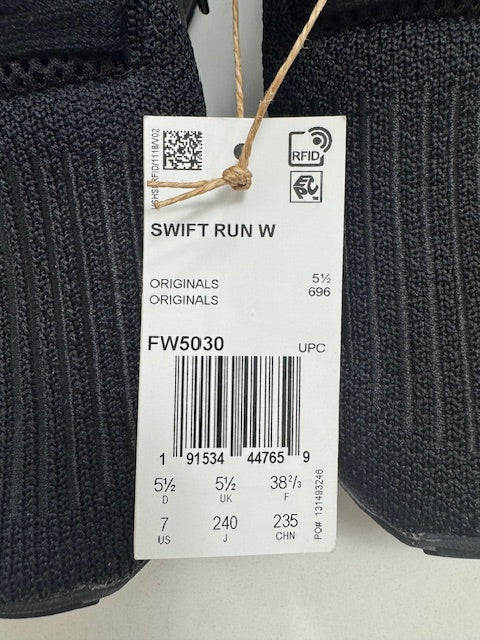 RFID
EPC
SWIFT RUN W
ORIGINALS 5½
ORIGINALS 696
FW5030 UPC
1 91534 44765 9
5½ 5½ 38²/₃
D UK F
7 240 235
US J CHN
PO# 131493246